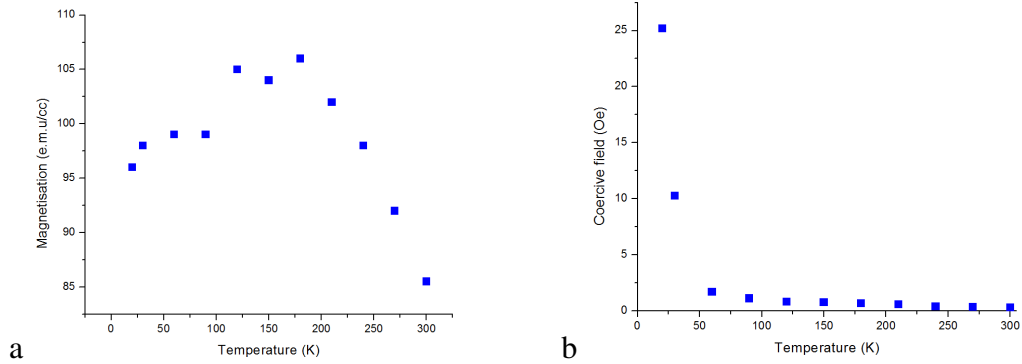 110
105
100
95
90
85
Magnetisation (e.m.u/cc)
0 50 100 150 200 250 300
Temperature (K)
a
25
20
15
10
5
0
Coercive field (Oe)
0 50 100 150 200 250 300
Temperature (K)
b